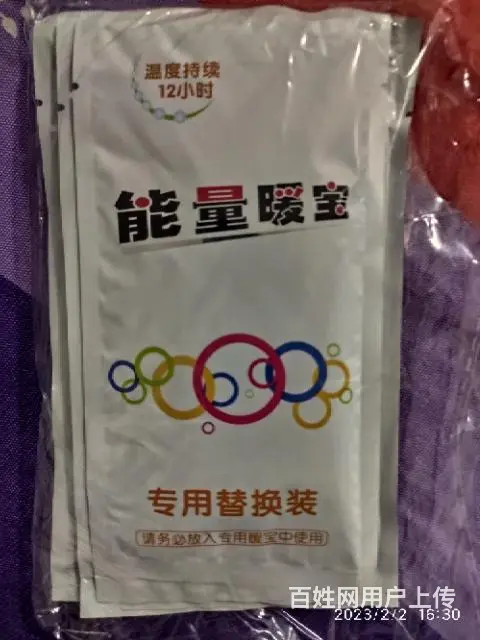 温度持续
12小时
能量暖宝
专用替换装
请务必放入专用暖宝中使用
百姓网用户上传
2023/2/2 16:30